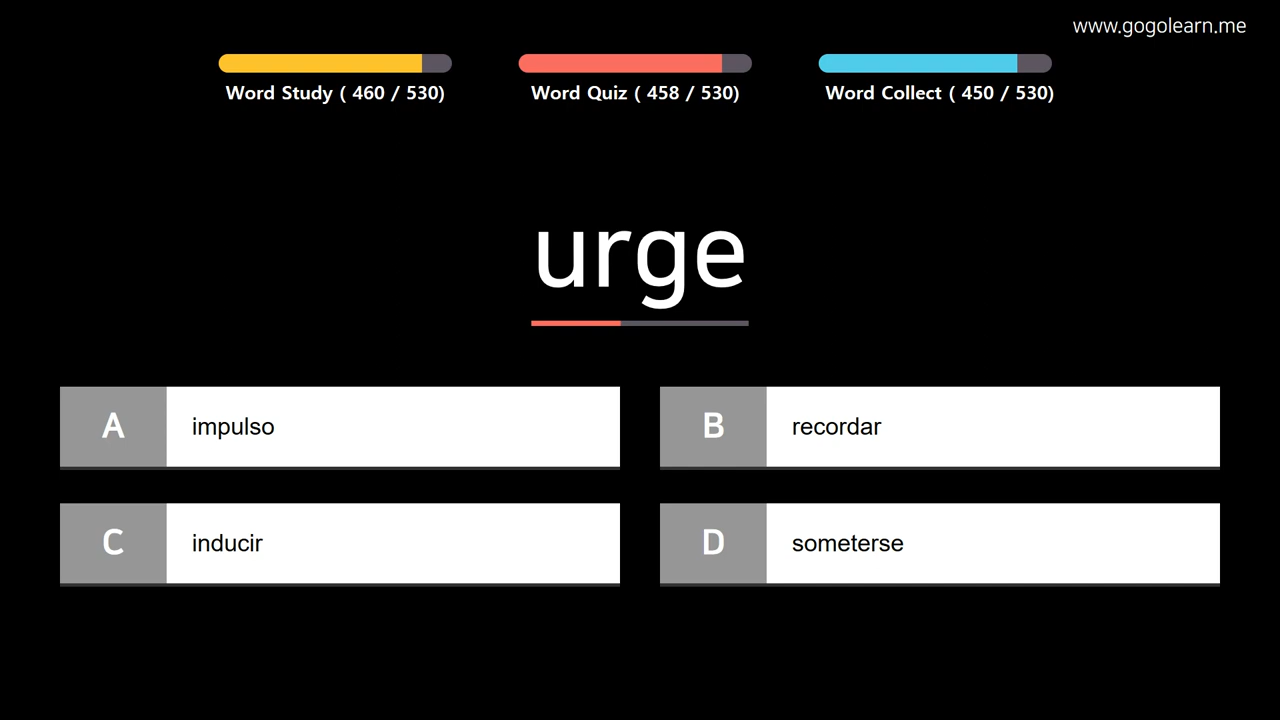 www.gogolearn.me
Word Study ( 460 / 530)
Word Quiz ( 458 / 530)
Word Collect ( 450 / 530)
urge
A impulso
B recordar
C inducir
D someterse